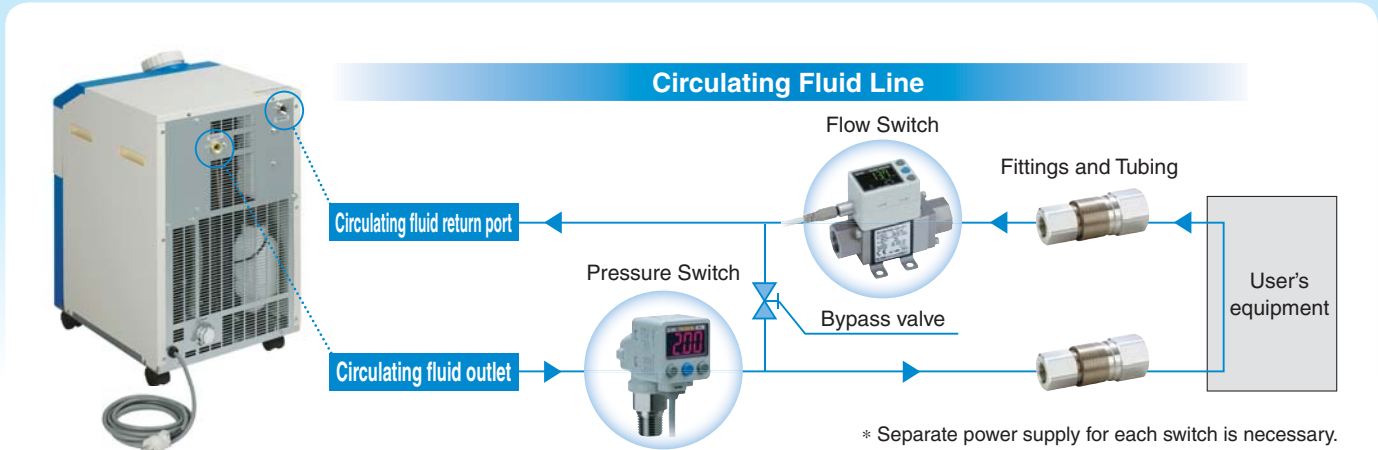 Circulating Fluid Line
Flow Switch
Fittings and Tubing
Circulating fluid return port
Pressure Switch
200
Bypass valve
User's
equipment
Circulating fluid outlet
* Separate power supply for each switch is necessary.